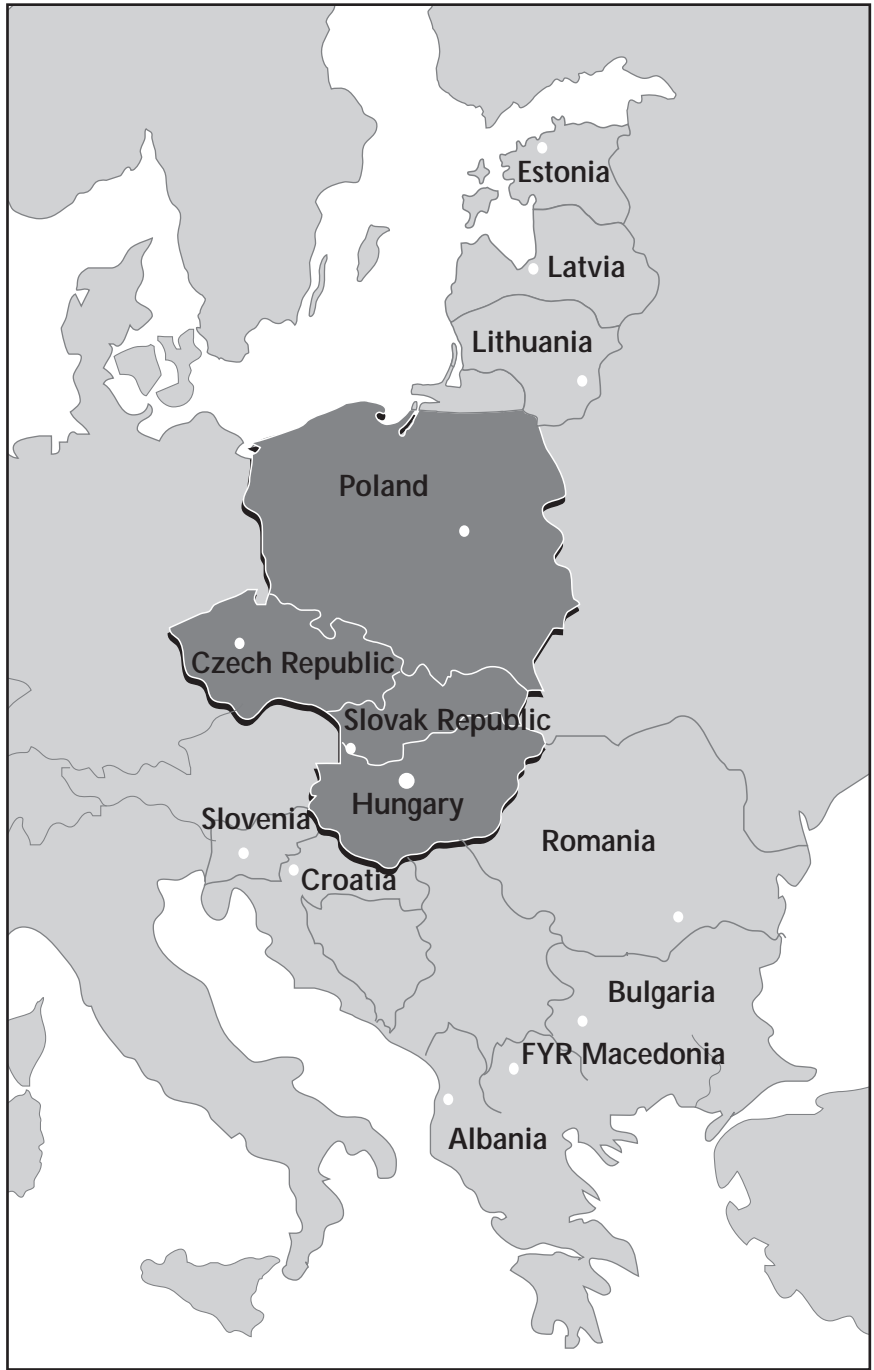 Estonia
Latvia
Lithuania
Poland
Czech Republic
Slovak Republic
Hungary
Slovenia
Romania
Croatia
Bulgaria
FYR Macedonia
Albania